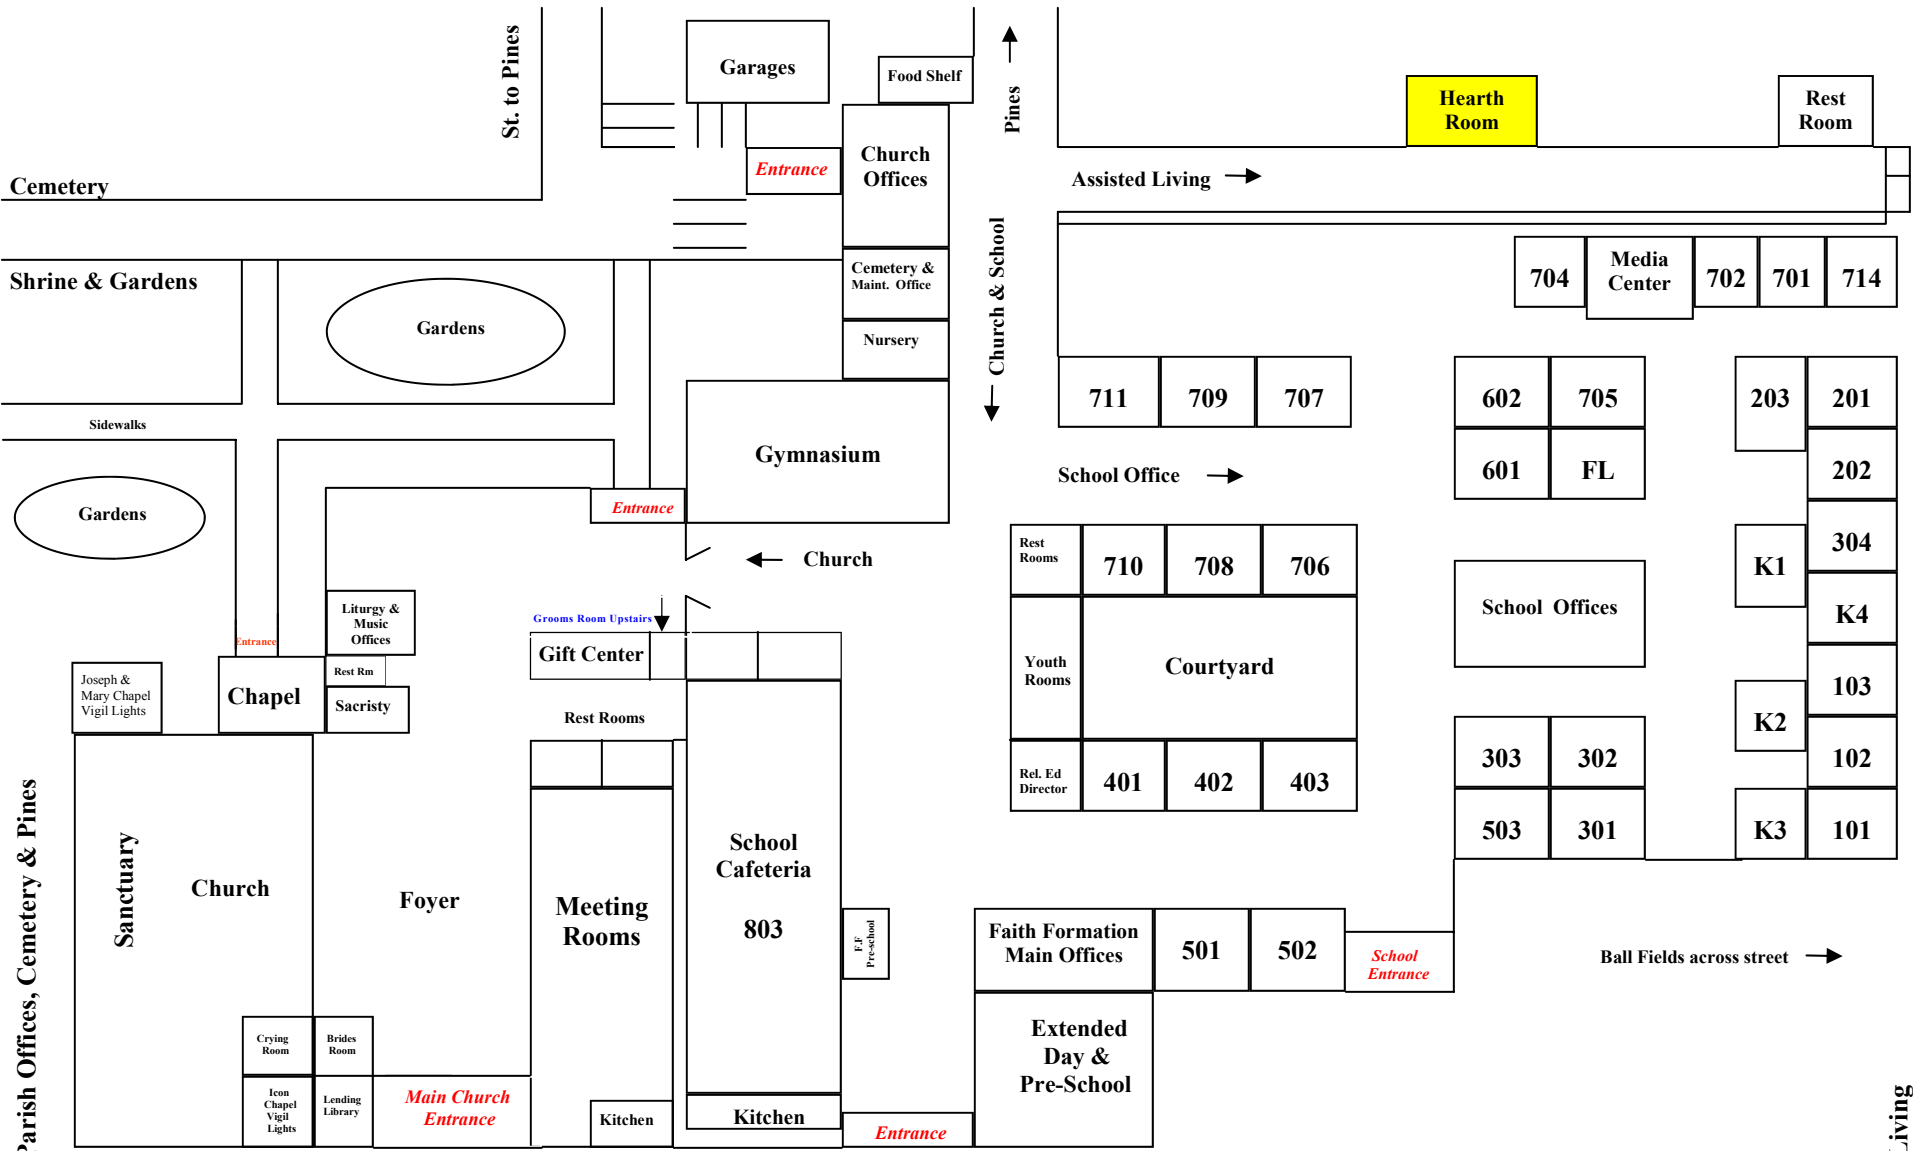 St. to Pines
Garages
Food Shelf
Pines
Hearth
Room
Rest
Room
Cemetery
Entrance
Church
Offices
Assisted Living
Church & School
Shrine & Gardens
Gardens
Cemetery &
Maint. Office
Nursery
704
Media
Center
702
701
714
711
709
707
602
705
203
201
Sidewalks
Gymnasium
School Office
601
FL
202
Gardens
Entrance
Church
Rest
Rooms
710
708
706
K1
304
Liturgy &
Music
Offices
Grooms Room Upstairs
School Offices
K4
Entrance
Gift Center
Joseph &
Mary Chapel
Vigil Lights
Chapel
Rest Rm
Sacristy
Youth
Rooms
Courtyard
103
Rest Rooms
K2
303
302
102
Rel. Ed
Director
401
402
403
Parish Offices, Cemetery & Pines
Sanctuary
Church
Foyer
Meeting
Rooms
School
Cafeteria
803
503
301
K3
101
F.F
Pre-school
Faith Formation
Main Offices
501
502
School
Entrance
Ball Fields across street
Crying
Room
Brides
Room
Extended
Day &
Pre-School
Icon
Chapel
Vigil
Lights
Lending
Library
Main Church
Entrance
Kitchen
Kitchen
Entrance
Living